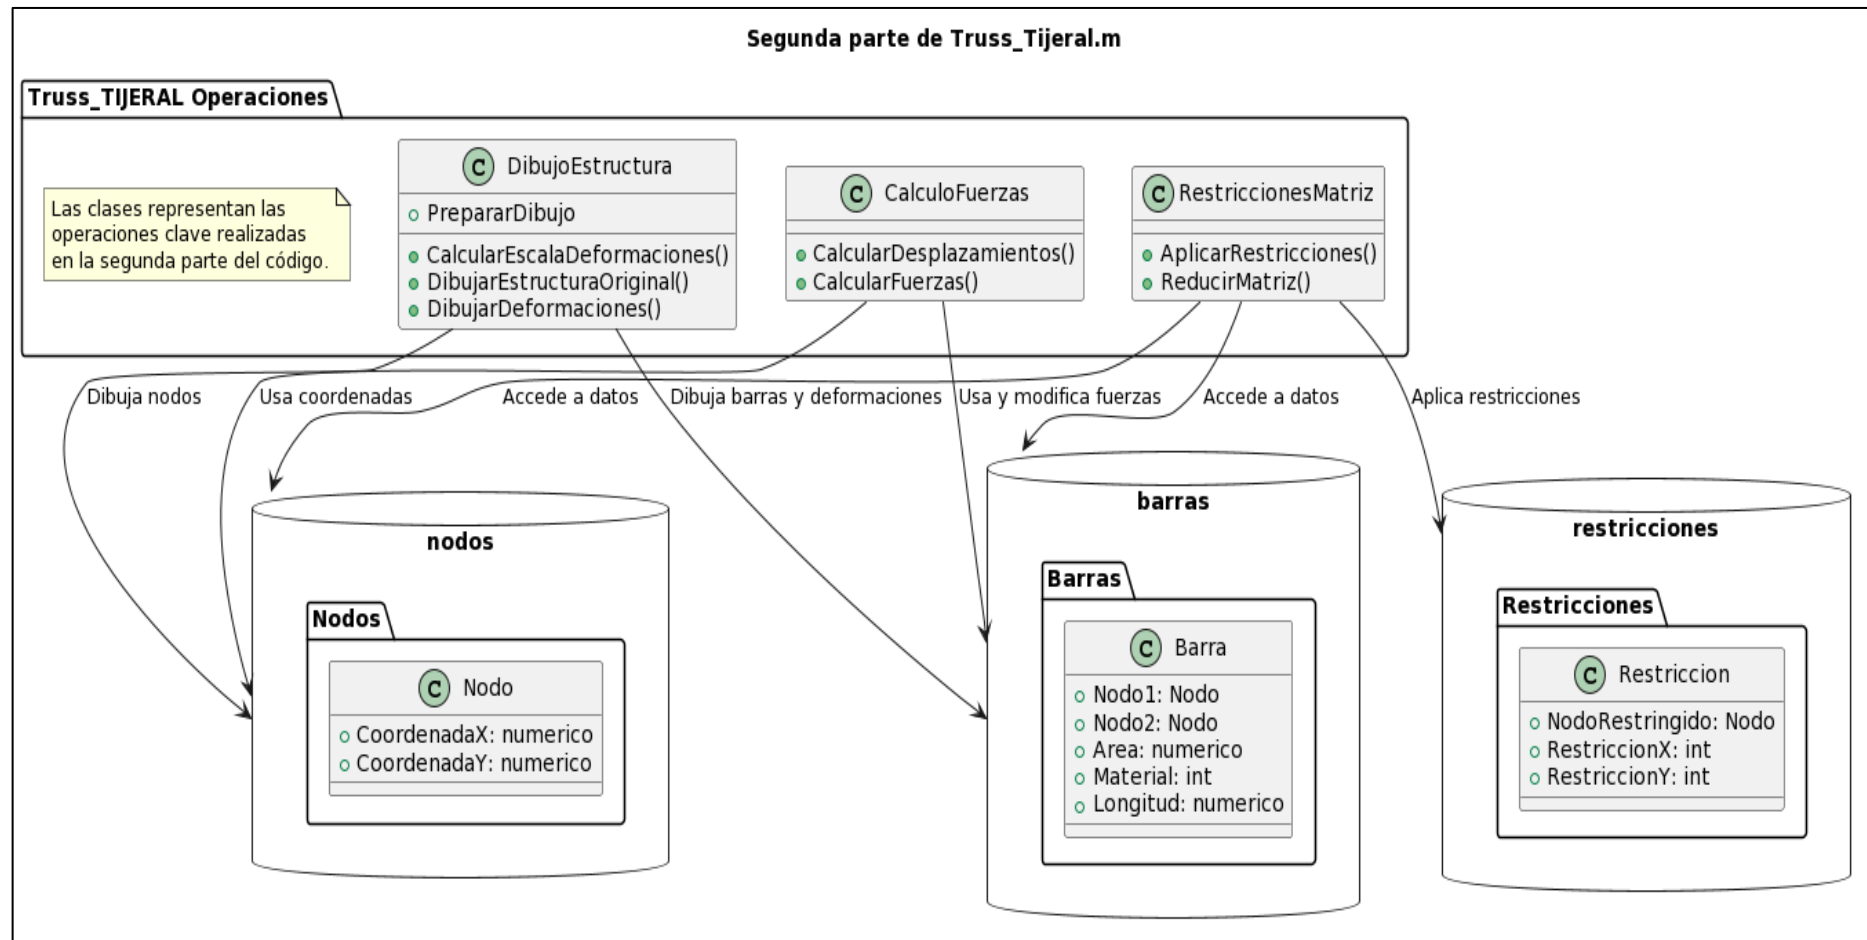 Segunda parte de Truss_Tijeral.m
Truss_TIJERAL Operaciones
Las clases representan las
operaciones clave realizadas
en la segunda parte del código.
C DibujoEstructura
PrepararDibujo
CalcularEscalaDeformaciones()
DibujarEstructuraOriginal()
DibujarDeformaciones()
C CalculoFuerzas
CalcularDesplazamientos()
CalcularFuerzas()
C RestriccionesMatriz
AplicarRestricciones()
ReducirMatriz()
Dibuja nodos
Usa coordenadas
Accede a datos
Dibuja barras y deformaciones
Usa y modifica fuerzas
Accede a datos
Aplica restricciones
nodos
Nodos
C Nodo
CoordenadaX: numerico
CoordenadaY: numerico
barras
Barras
C Barra
Nodo1: Nodo
Nodo2: Nodo
Area: numerico
Material: int
Longitud: numerico
restricciones
Restricciones
C Restriccion
NodoRestringido: Nodo
RestriccionX: int
RestriccionY: int